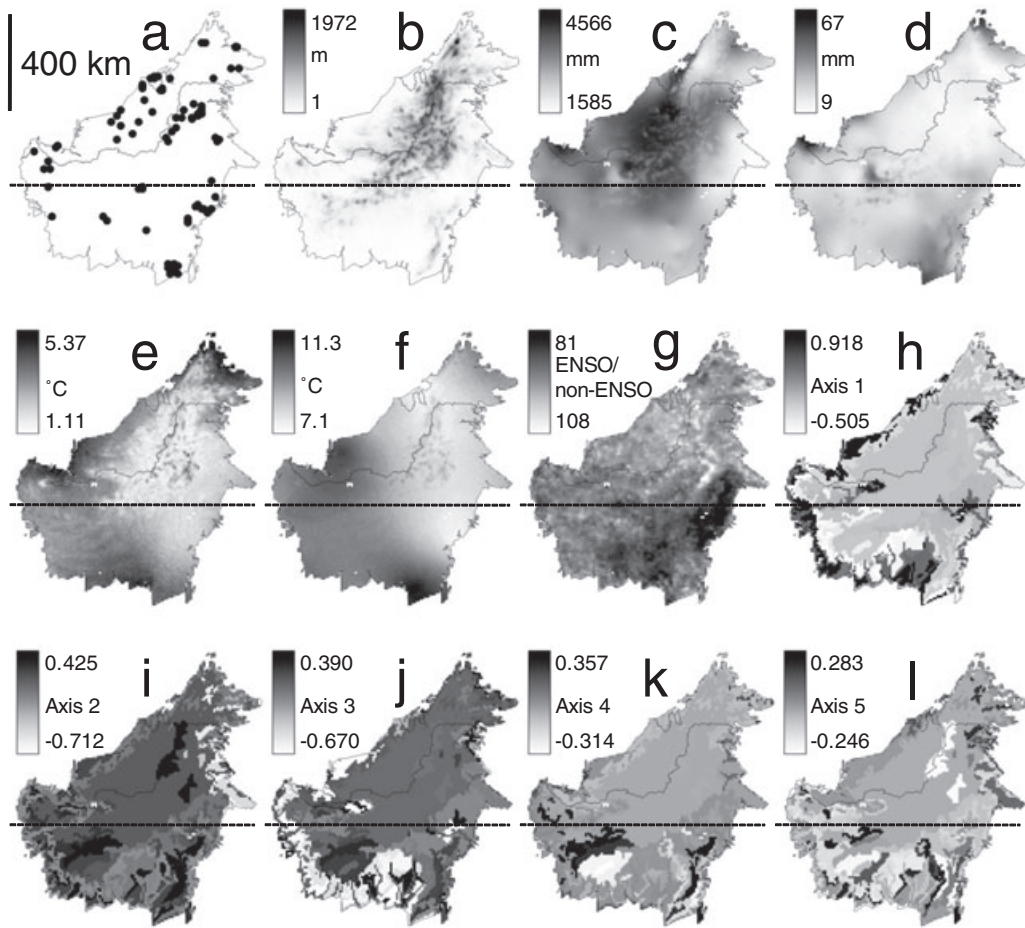 400 km
a
1972
m
1
b
4566
mm
1585
c
67
mm
9
d
5.37
°C
1.11
e
11.3
°C
7.1
f
81
ENSO/
non-ENSO
108
g
0.918
Axis 1
-0.505
h
0.425
Axis 2
-0.712
i
0.390
Axis 3
-0.670
j
0.357
Axis 4
-0.314
k
0.283
Axis 5
-0.246
l